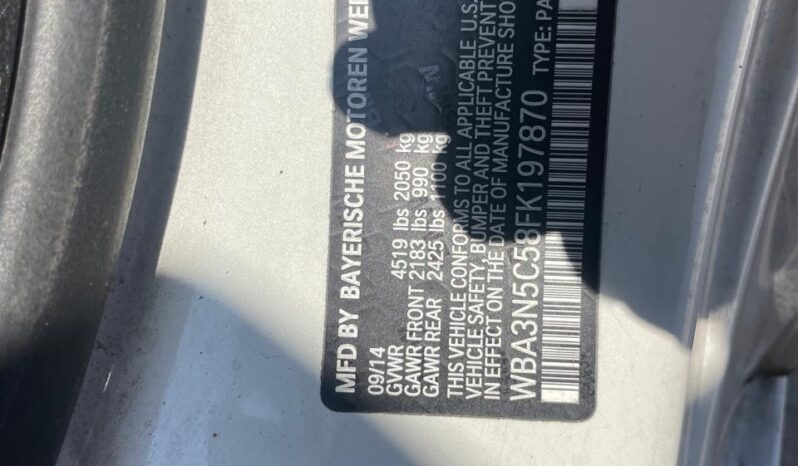 MFD BY BAYERISCHE MOTOREN WER
09/14
GVWR 4519 lbs 2050 kg
GAWR FRONT 2183 lbs 990 kg
GAWR REAR 2425 lbs 1100 kg
THIS VEHICLE CONFORMS TO ALL APPLICABLE U.S.
VEHICLE SAFETY, BUMPER AND THEFT PREVENT
IN EFFECT ON THE DATE OF MANUFACTURE SHO
WBA3N5C58FK197870 TYPE: PA